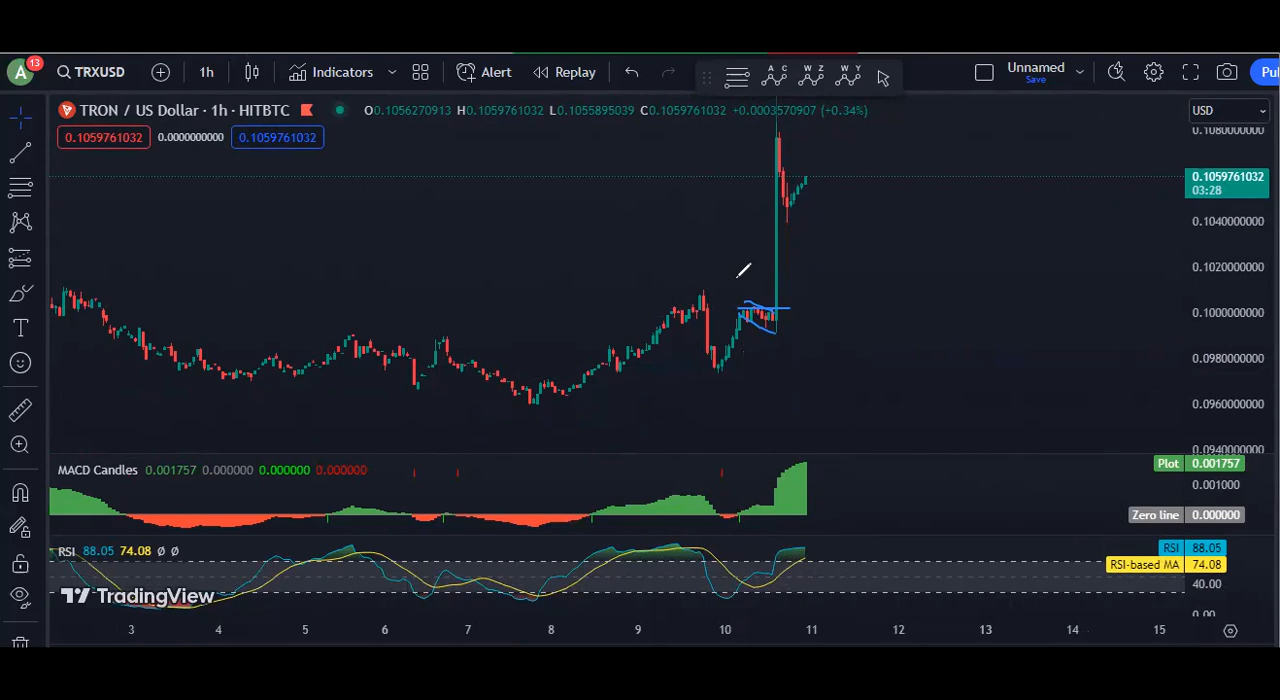 A 13 TRXUSD 1h Indicators Alert Replay A C W Z W Y Unnamed Save Pu
TRON / US Dollar · 1h · HITBTC O0.1056270913 H0.1059761032 L0.1055895039 C0.1059761032 +0.0003570907 (+0.34%) USD
0.1059761032 0.0000000000 0.1059761032
0.1080000000
0.1059761032
03:28
0.1040000000
0.1020000000
0.1000000000
0.0980000000
0.0960000000
0.0940000000
MACD Candles 0.001757 0.000000 0.000000 0.000000 Plot 0.001757
0.001000
Zero line 0.000000
RSI 88.05 74.08 Ø Ø RSI 88.05
RSI-based MA 74.08
40.00
TradingView
0.00
3 4 5 6 7 8 9 10 11 12 13 14 15